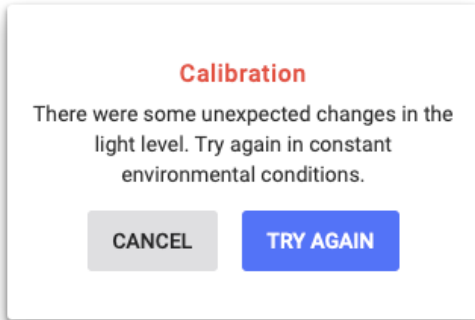 Calibration
There were some unexpected changes in the
light level. Try again in constant
environmental conditions.
CANCEL
TRY AGAIN